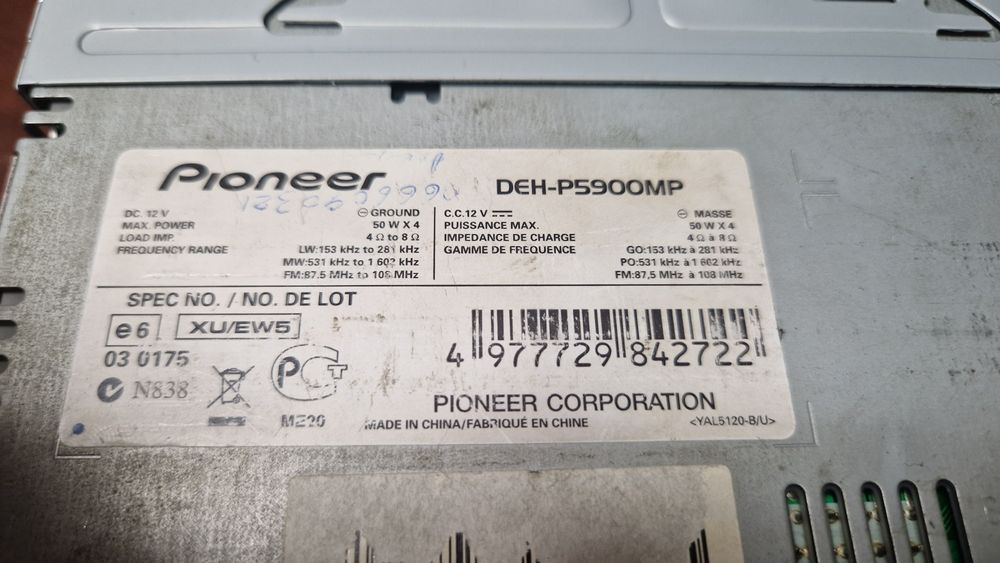 Pioneer
DEH-P5900MP
DC. 12 V ⊖ GROUND
MAX. POWER 50 W X 4
LOAD IMP. 4 Ω to 8 Ω
FREQUENCY RANGE LW:153 kHz to 281 kHz
MW:531 kHz to 1 602 kHz
FM:87.5 MHz to 108 MHz
C.C.12 V ⎓ ⊖ MASSE
PUISSANCE MAX. 50 W X 4
IMPEDANCE DE CHARGE 4 Ω à 8 Ω
GAMME DE FREQUENCE GO:153 kHz à 281 kHz
PO:531 kHz à 1 602 kHz
FM:87,5 MHz à 108 MHz
SPEC NO. / NO. DE LOT
e6 XU/EW5
03 0175
N838
PCT
ME20
4 977729 842722
PIONEER CORPORATION
MADE IN CHINA/FABRIQUÉ EN CHINE <YAL5120-B/U>